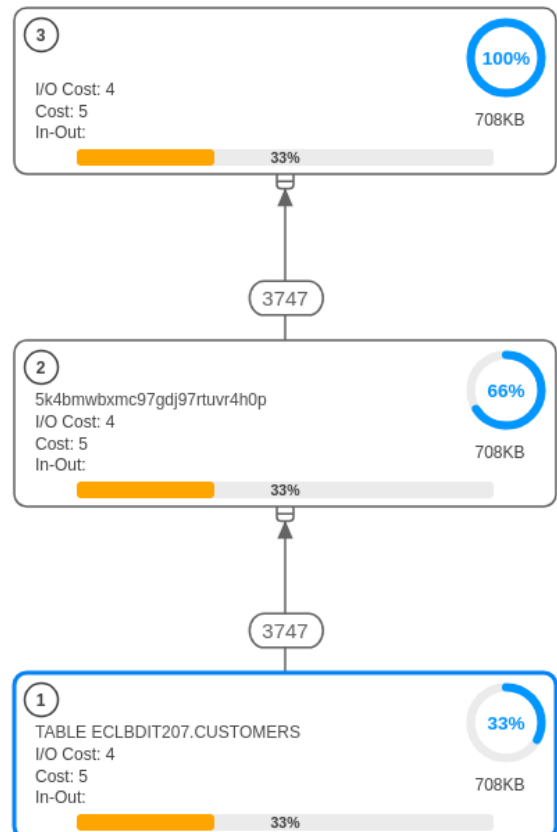 3
100%
I/O Cost: 4
Cost: 5
708KB
In-Out:
33%
3747
2
66%
5k4bmwbxmc97gdj97rtuvr4h0p
I/O Cost: 4
Cost: 5
708KB
In-Out:
33%
3747
1
33%
TABLE ECLBDIT207.CUSTOMERS
I/O Cost: 4
Cost: 5
708KB
In-Out:
33%